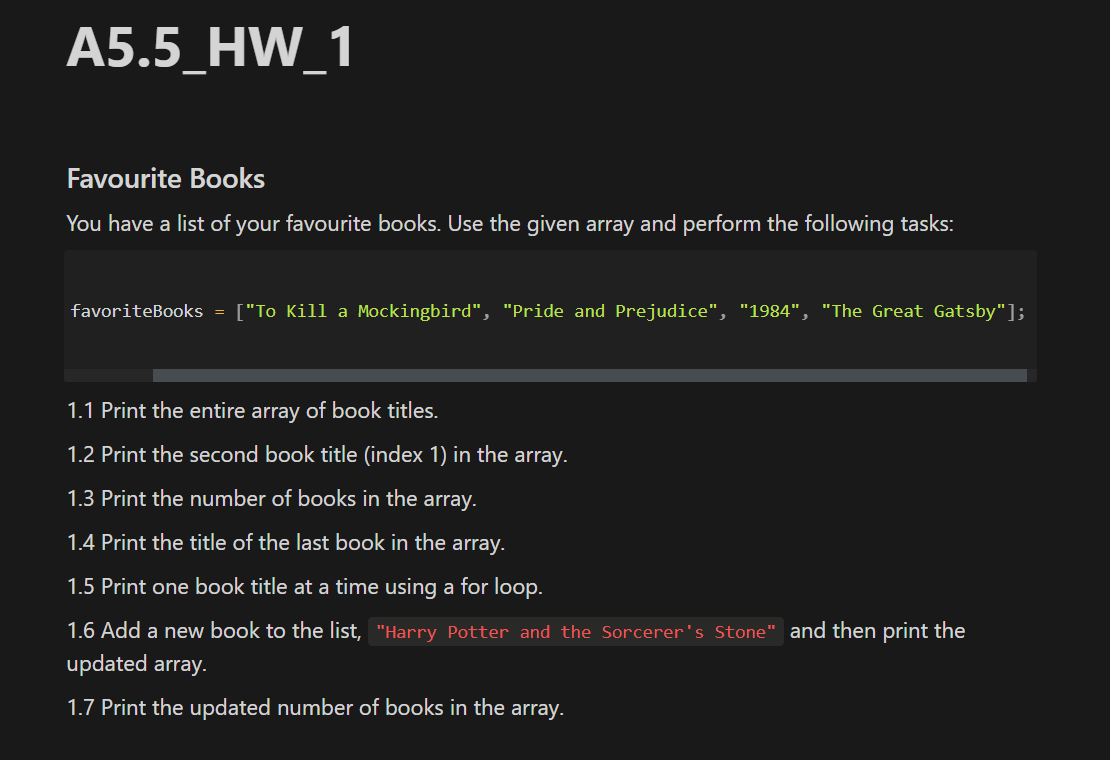 A5.5_HW_1
Favourite Books
You have a list of your favourite books. Use the given array and perform the following tasks:
favoriteBooks = ["To Kill a Mockingbird", "Pride and Prejudice", "1984", "The Great Gatsby"];
1.1 Print the entire array of book titles.
1.2 Print the second book title (index 1) in the array.
1.3 Print the number of books in the array.
1.4 Print the title of the last book in the array.
1.5 Print one book title at a time using a for loop.
1.6 Add a new book to the list, "Harry Potter and the Sorcerer's Stone" and then print the
updated array.
1.7 Print the updated number of books in the array.